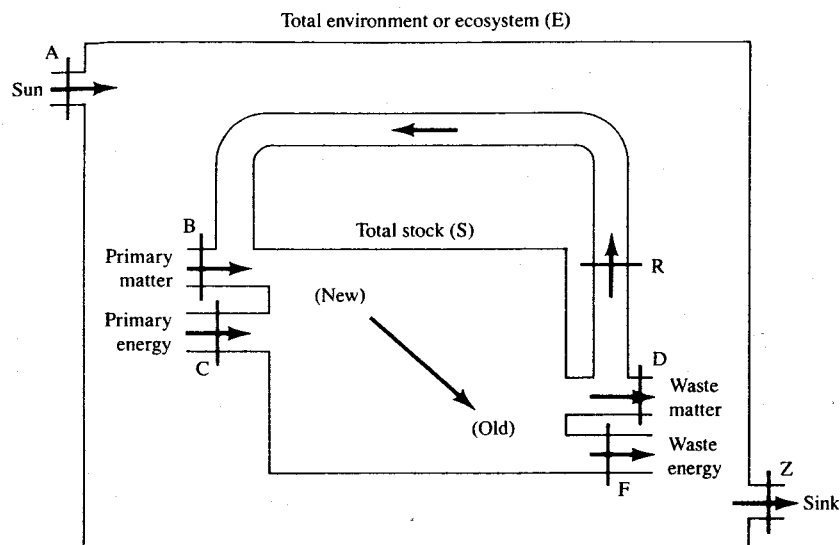 Total environment or ecosystem (E)
A
Sun
B
Total stock (S)
Primary
matter
R
(New)
Primary
energy
C
D
Waste
matter
(Old)
Waste
energy
Z
F
Sink